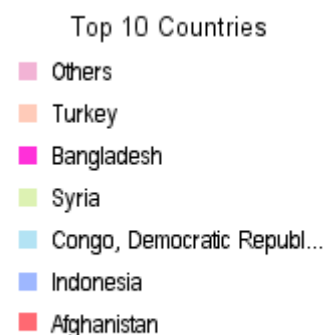 Top 10 Countries
Others
Turkey
Bangladesh
Syria
Congo, Democratic Republ...
Indonesia
Afghanistan